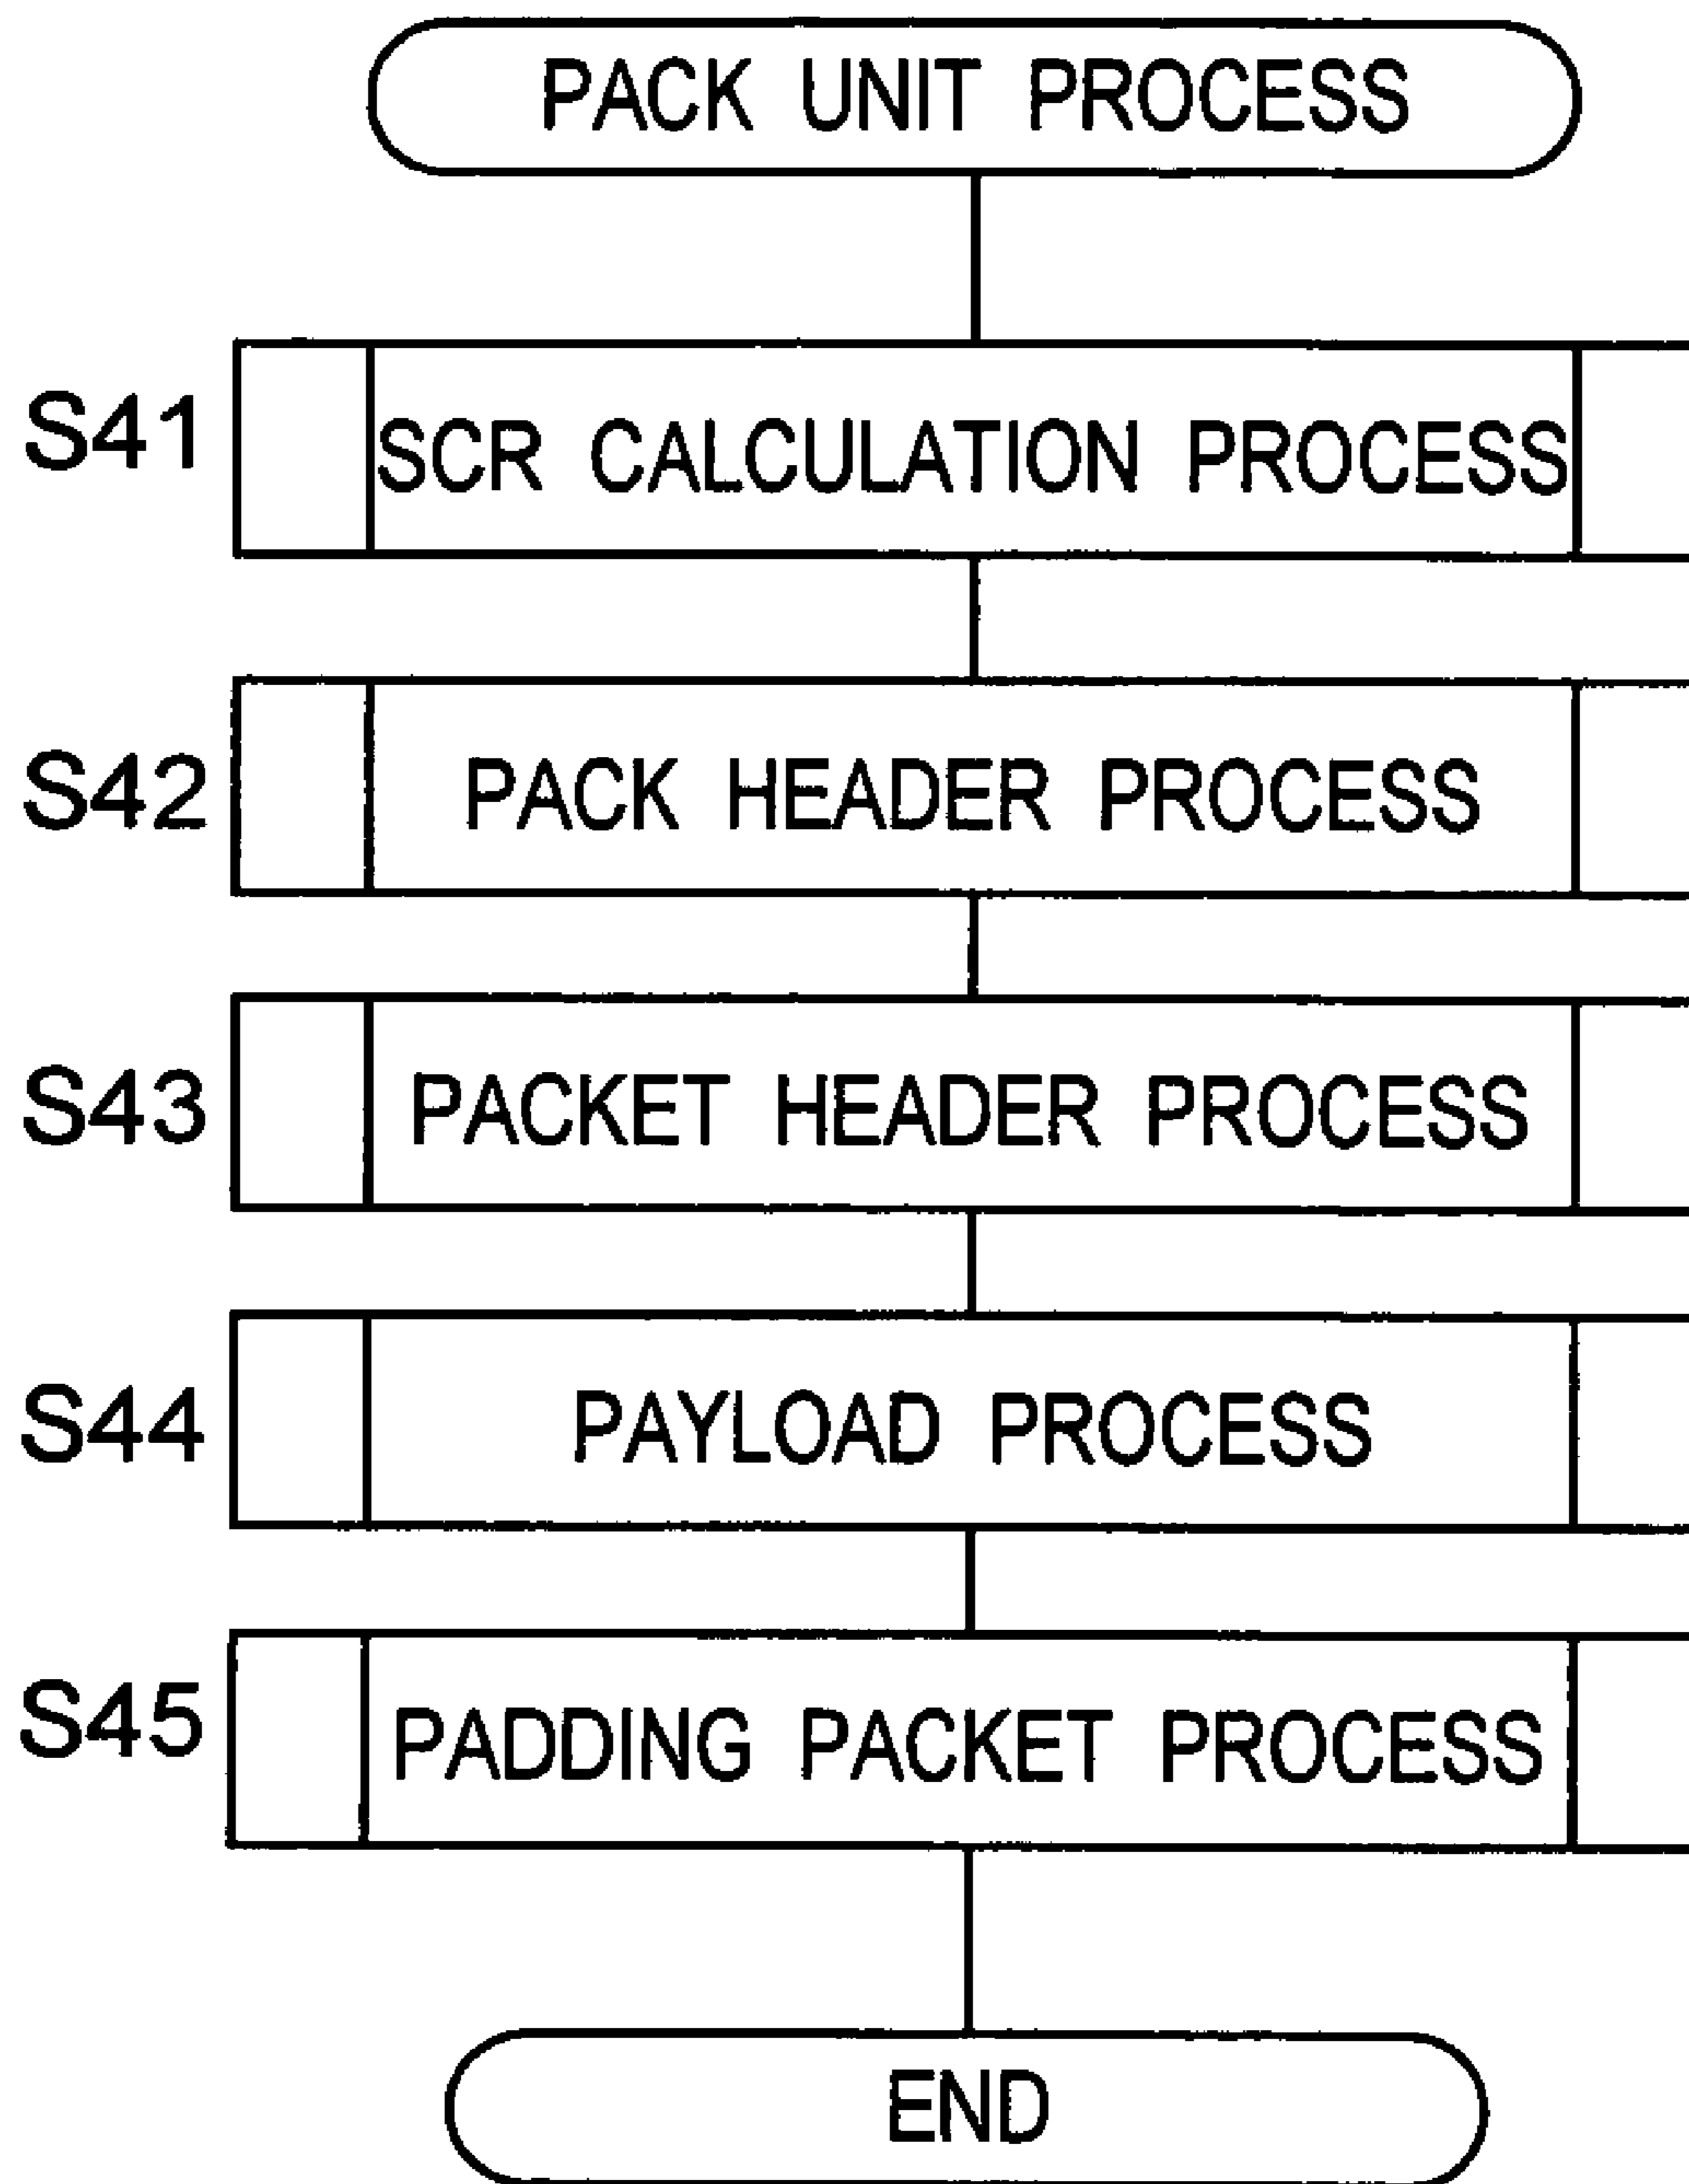 PACK UNIT PROCESS
S41 SCR CALCULATION PROCESS
S42 PACK HEADER PROCESS
S43 PACKET HEADER PROCESS
S44 PAYLOAD PROCESS
S45 PADDING PACKET PROCESS
END